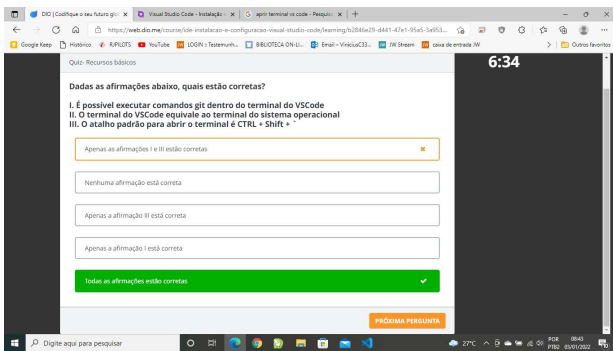 DIO | Codifique o seu futuro glo
Visual Studio Code - Instalação e
aprir terminal vs code - Pesquis
https://web.dio.me/course/ide-instalacao-e-configuracao-visual-studio-code/learning/b2846e29-d441-47e1-95a5-3a953...
Google Keep
Histórico
RJPILOTS
YouTube
LOGIN :: Testemunh...
BIBLIOTECA ON-LI...
Email – ViniciusC33...
JW Stream
caixa de entrada JW
Outros favoritos
Quiz- Recursos básicos
6:34
Dadas as afirmações abaixo, quais estão corretas?
I. É possível executar comandos git dentro do terminal do VSCode
II. O terminal do VSCode equivale ao terminal do sistema operacional
III. O atalho padrão para abrir o terminal é CTRL + Shift + `
Apenas as afirmações I e III estão corretas
Nenhuma afirmação está correta
Apenas a afirmação III está correta
Apenas a afirmação I está correta
Todas as afirmações estão corretas
PRÓXIMA PERGUNTA
Digite aqui para pesquisar
27°C
POR
PTB2
08:43
03/01/2022